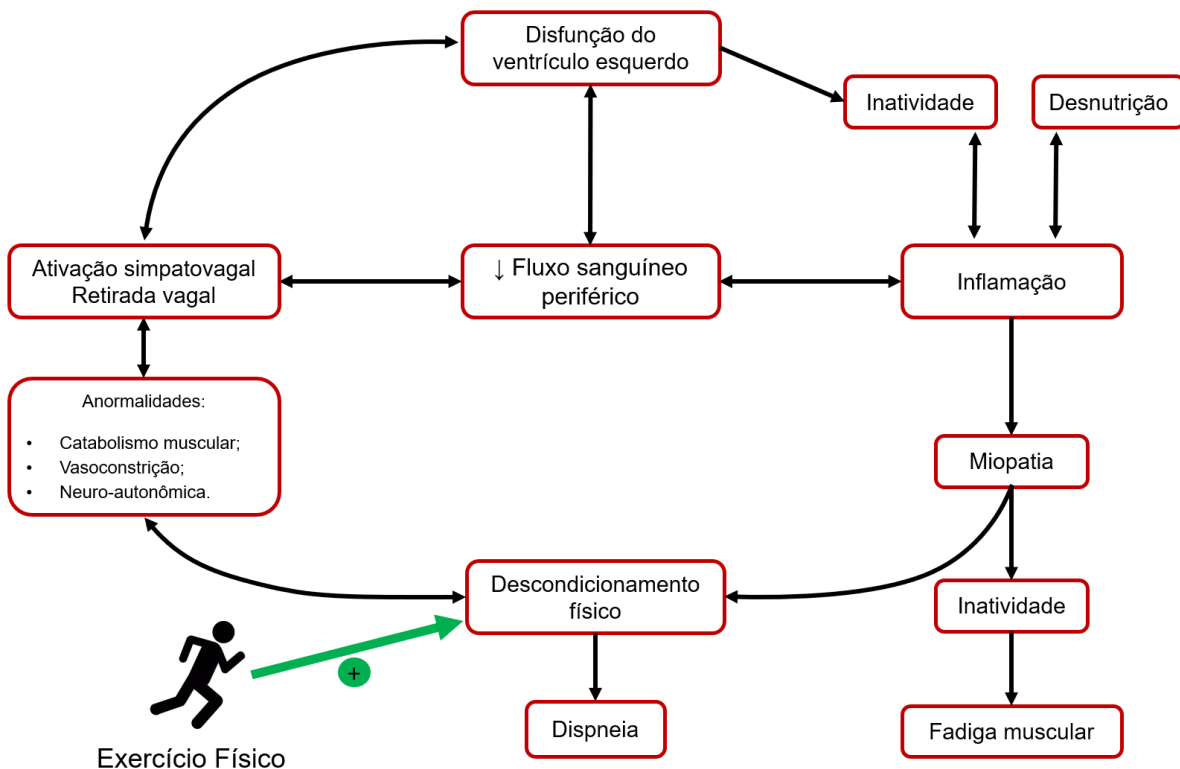 Disfunção do
ventrículo esquerdo
Inatividade
Desnutrição
Ativação simpatovagal
Retirada vagal
↓ Fluxo sanguíneo
periférico
Inflamação
Anormalidades:
• Catabolismo muscular;
• Vasoconstrição;
• Neuro-autonômica.
Miopatia
Descondicionamento
físico
Inatividade
+
Dispneia
Fadiga muscular
Exercício Físico